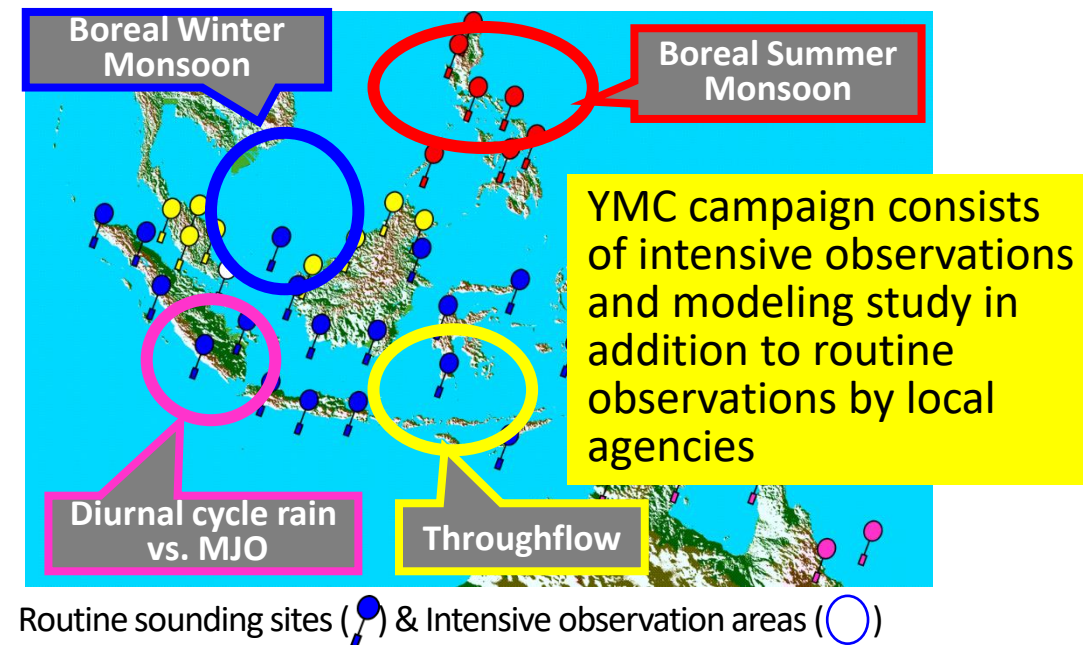 Boreal Winter
Monsoon
Boreal Summer
Monsoon
YMC campaign consists
of intensive observations
and modeling study in
addition to routine
observations by local
agencies
Diurnal cycle rain
vs. MJO
Throughflow
Routine sounding sites ( ) & Intensive observation areas ( )